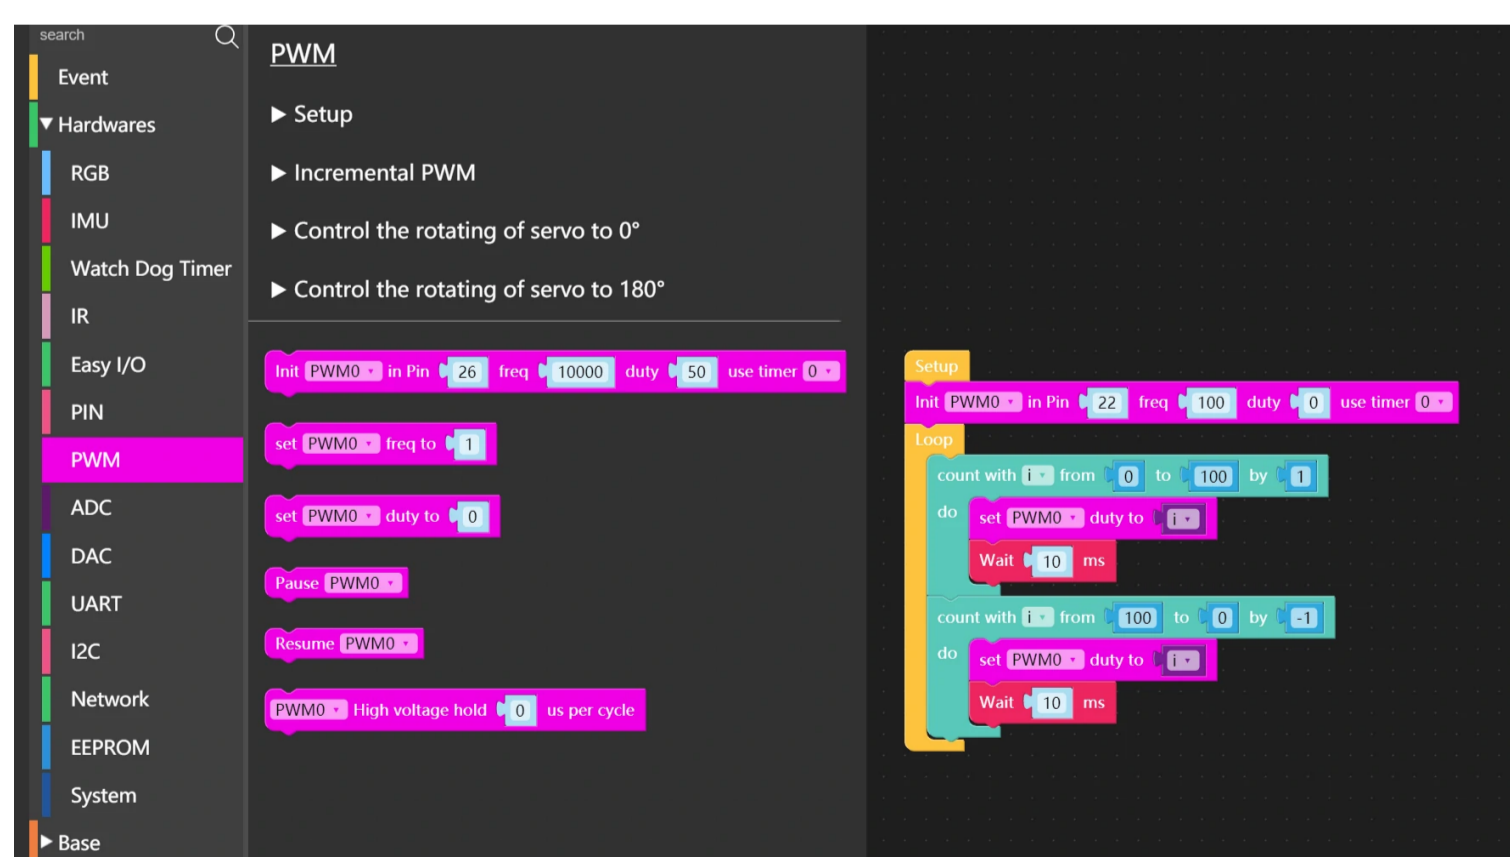 search
Event
Hardwares
RGB
IMU
Watch Dog Timer
IR
Easy I/O
PIN
PWM
ADC
DAC
UART
I2C
Network
EEPROM
System
Base
PWM
Setup
Incremental PWM
Control the rotating of servo to 0°
Control the rotating of servo to 180°
Init PWM0 in Pin 26 freq 10000 duty 50 use timer 0
set PWM0 freq to 1
set PWM0 duty to 0
Pause PWM0
Resume PWM0
PWM0 High voltage hold 0 us per cycle
Setup
Init PWM0 in Pin 22 freq 100 duty 0 use timer 0
Loop
count with i from 0 to 100 by 1
do set PWM0 duty to i
Wait 10 ms
count with i from 100 to 0 by -1
do set PWM0 duty to i
Wait 10 ms